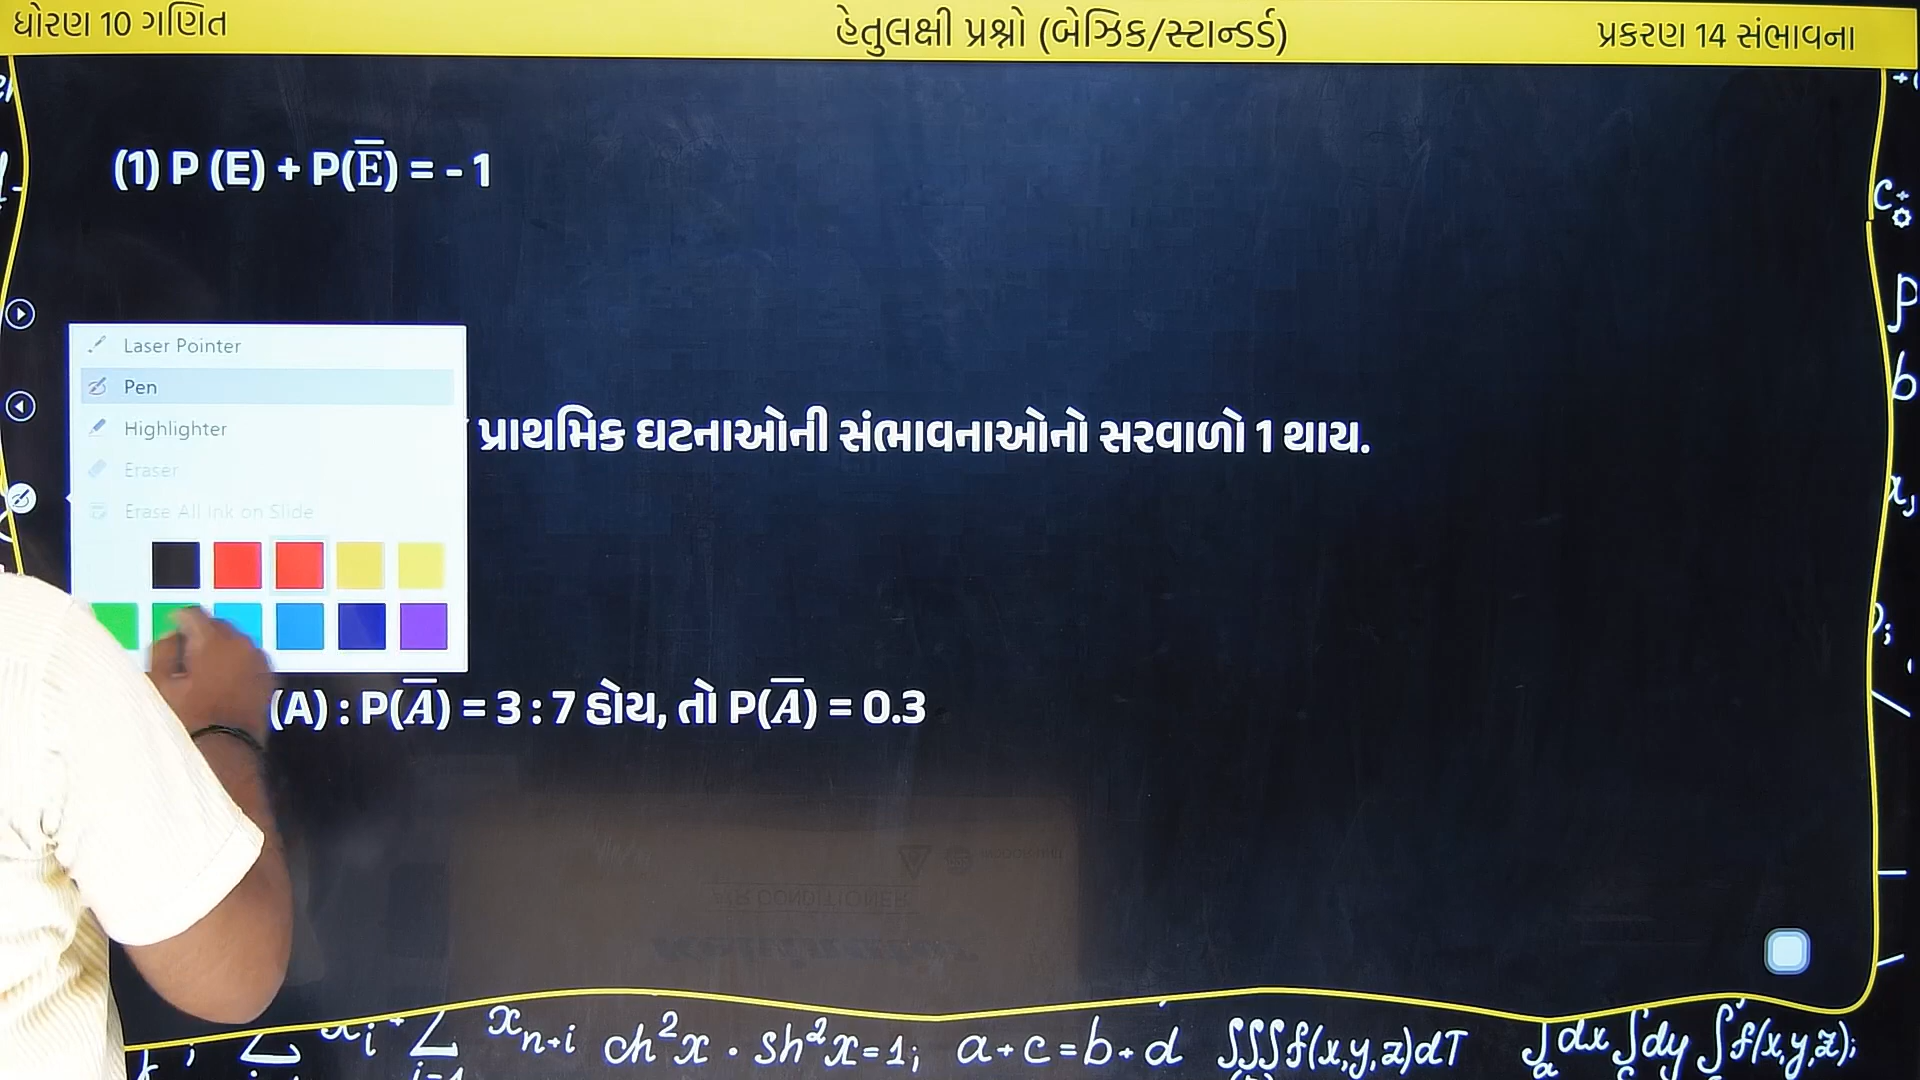 ધોરણ 10 ગણિત
હેતુલક્ષી પ્રશ્નો (બેઝિક/સ્ટાન્ડર્ડ)
પ્રકરણ 14 સંભાવના
(1) P (E) + P(E̅) = - 1
Laser Pointer
Pen
Highlighter
Eraser
Erase All Ink on Slide
પ્રાથમિક ઘટનાઓની સંભાવનાઓનો સરવાળો 1 થાય.
(A) : P(A̅) = 3 : 7 હોય, તો P(A̅) = 0.3
xₙ₊ᵢ ch²x · sh²x=1; a+c=b+d ∭f(x,y,z)dT ∫dx∫dy∫f(x,y,z);